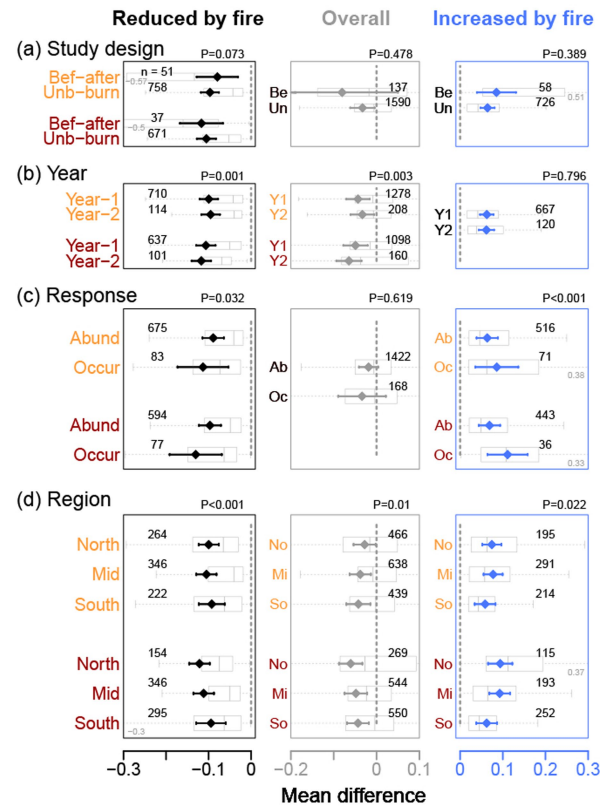 Reduced by fire Overall Increased by fire
(a) Study design
P=0.073 P=0.478 P=0.389
Bef−after n = 51 Be 137 58
−0.57 0.51
Unb−burn 758 Un 1590 Un 726
Bef−after 37
−0.5
Unb−burn 671
(b) Year
P=0.001 P=0.003 P=0.796
Year−1 710 Y1 1278 Y1 667
Year−2 114 Y2 208 Y2 120
Year−1 637 Y1 1098
Year−2 101 Y2 160
(c) Response
P=0.032 P=0.619 P<0.001
Abund 675 Ab 516
Occur 83 Ab 1422 Oc 71
0.38
Oc 168
Abund 594 Ab 443
Occur 77 Oc 36
0.33
(d) Region
P<0.001 P=0.01 P=0.022
North 264 No 466 No 195
Mid 346 Mi 638 Mi 291
South 222 So 439 So 214
North 154 No 269 No 115
0.37
Mid 346 Mi 544 Mi 193
South 295 So 550 So 252
−0.3
−0.3 −0.1 −0.2 0 0.1 0 0.1 0.2 0.3
Mean difference